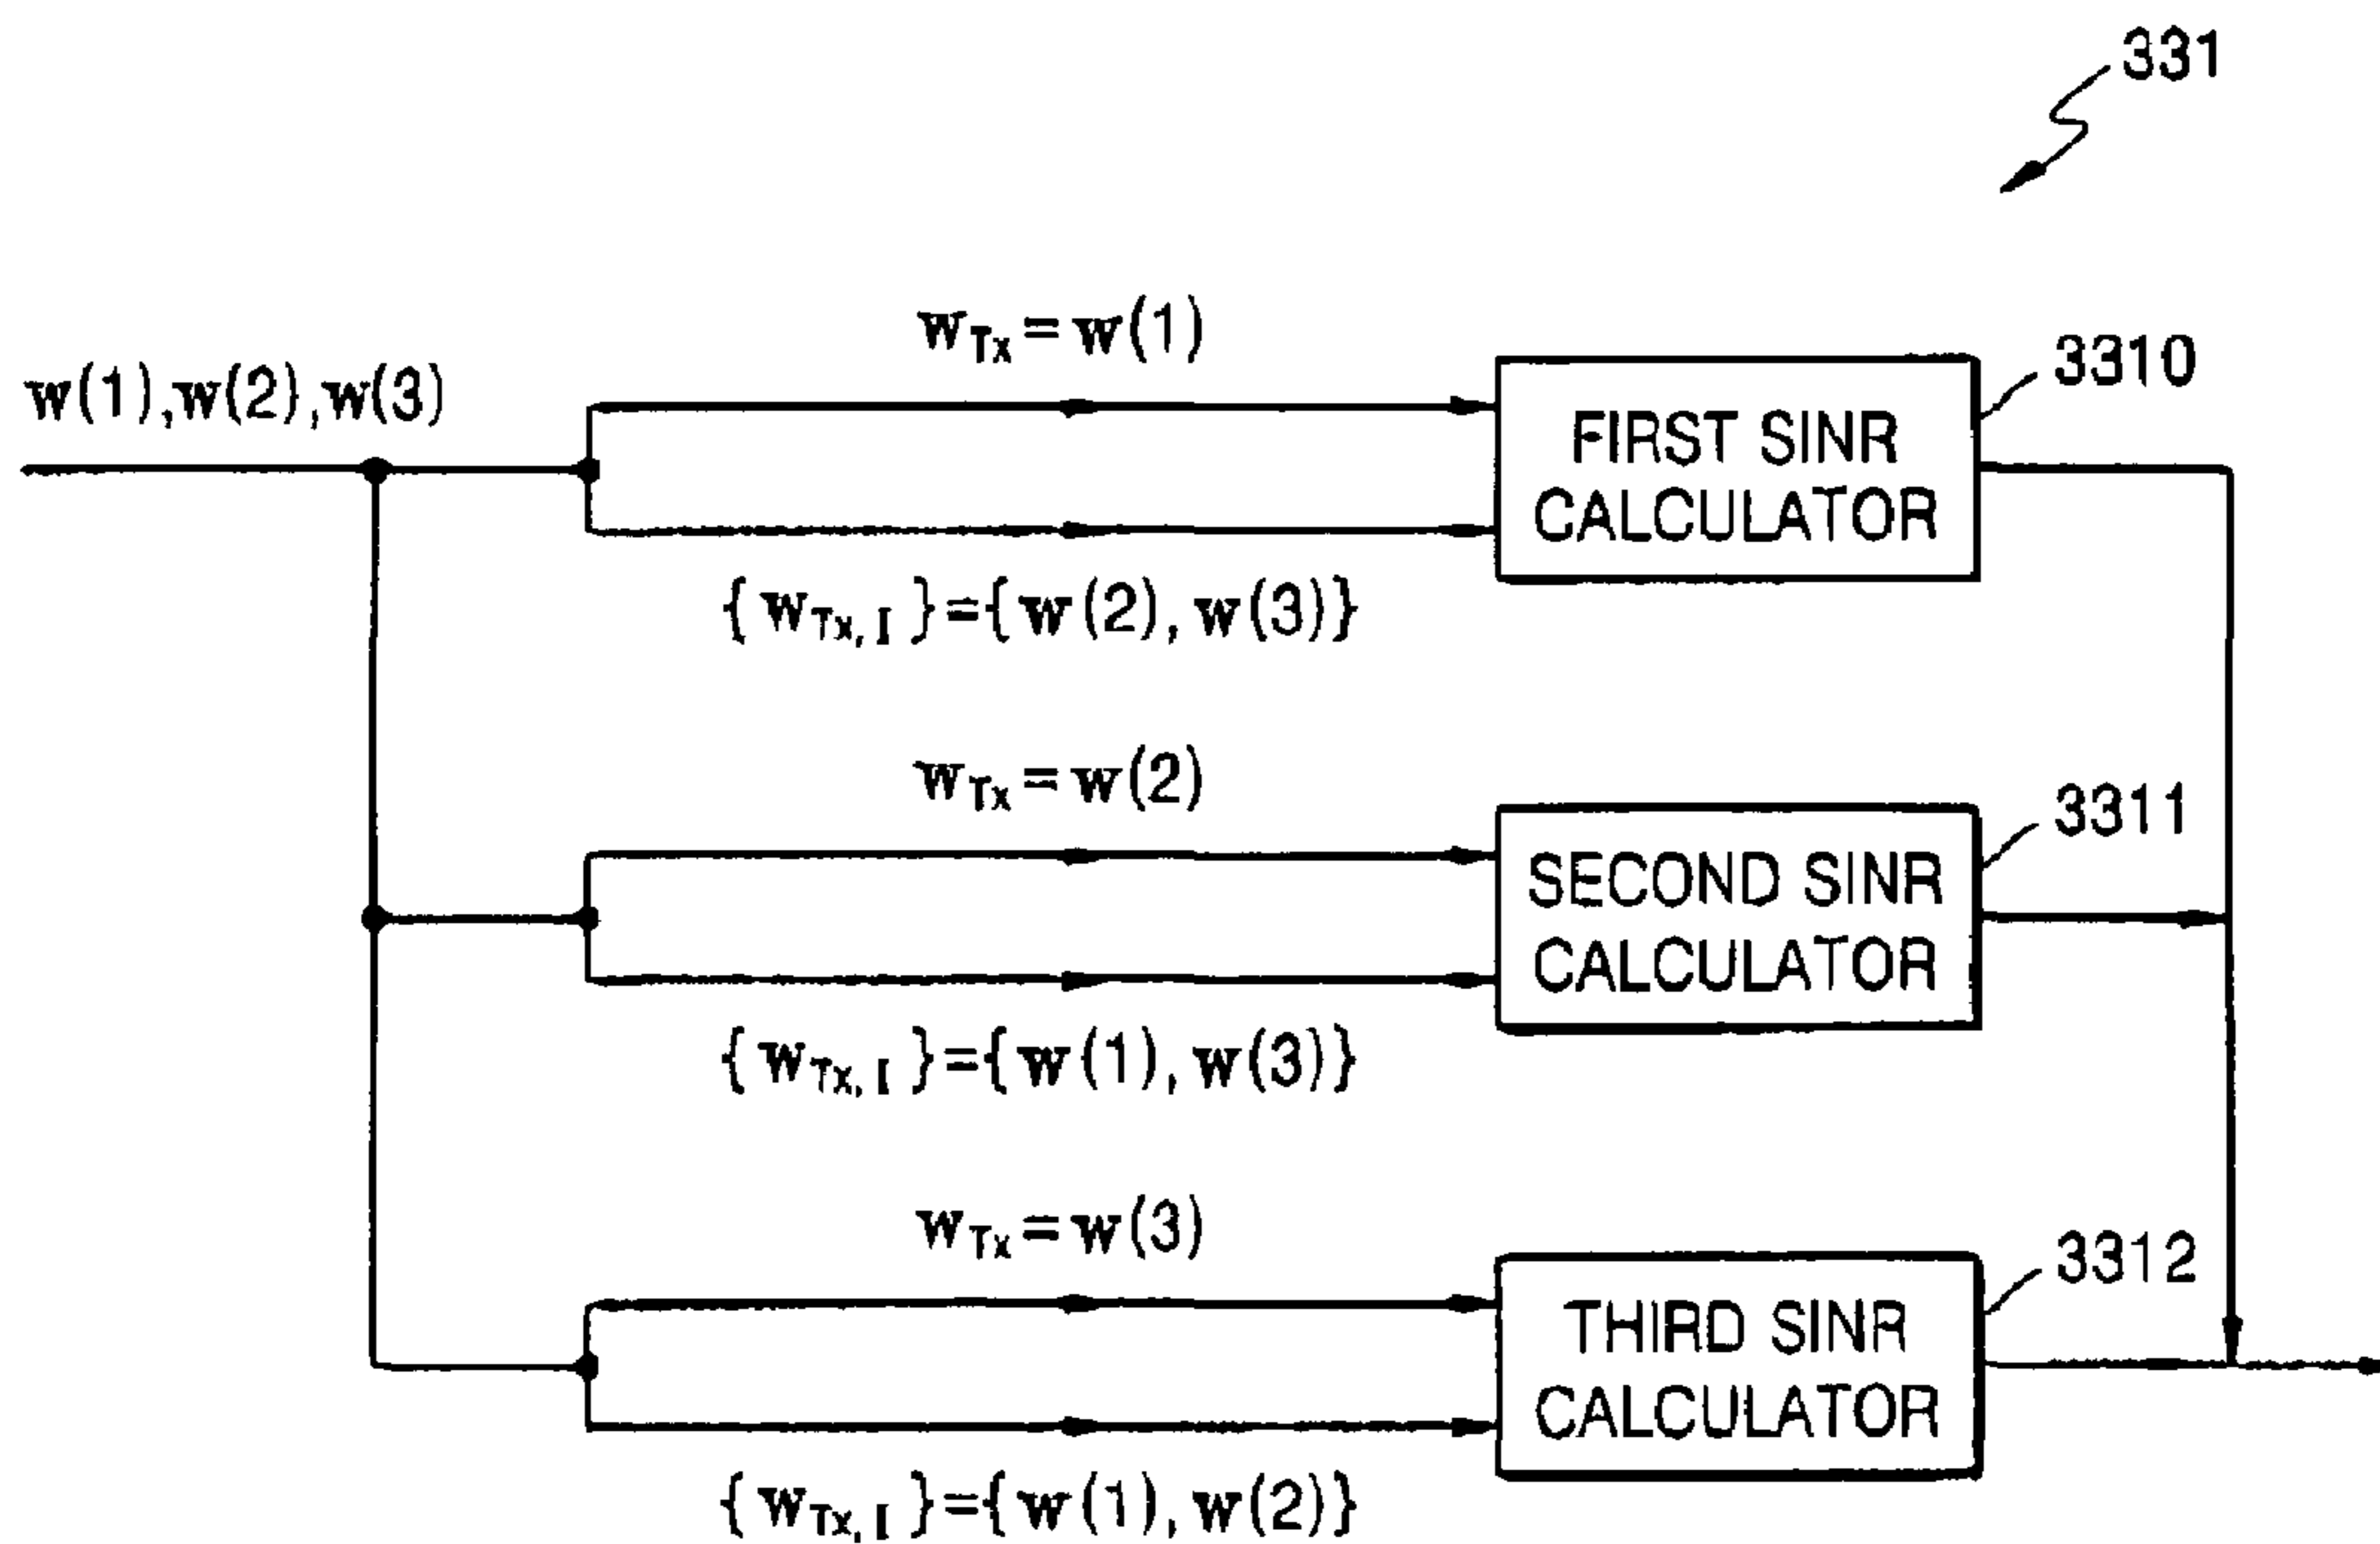 331
w(1),w(2),w(3)
w_Tx = w(1)
3310
FIRST SINR
CALCULATOR
{ w_Tx, I }={ w(2), w(3)}
w_Tx = w(2)
3311
SECOND SINR
CALCULATOR
{ w_Tx, I }={ w(1), w(3)}
w_Tx = w(3)
3312
THIRD SINR
CALCULATOR
{ w_Tx, I }={ w(1), w(2)}